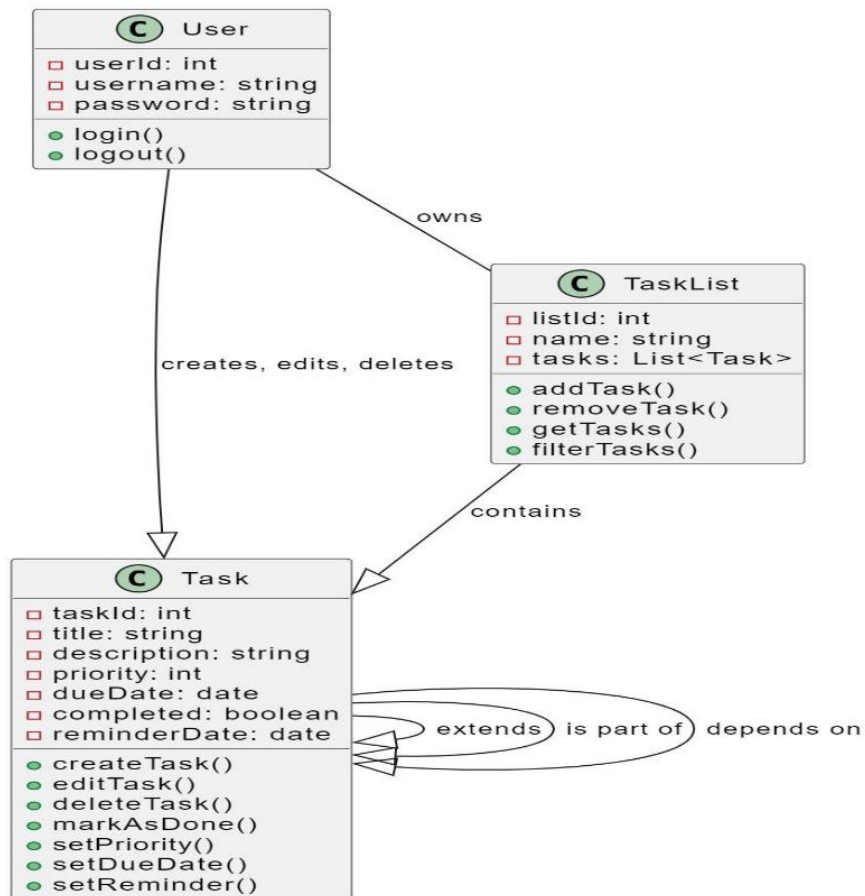 C User
userId: int
username: string
password: string
login()
logout()
owns
C TaskList
listId: int
name: string
tasks: List<Task>
addTask()
removeTask()
getTasks()
filterTasks()
creates, edits, deletes
contains
C Task
taskId: int
title: string
description: string
priority: int
dueDate: date
completed: boolean
reminderDate: date
extends is part of depends on
createTask()
editTask()
deleteTask()
markAsDone()
setPriority()
setDueDate()
setReminder()